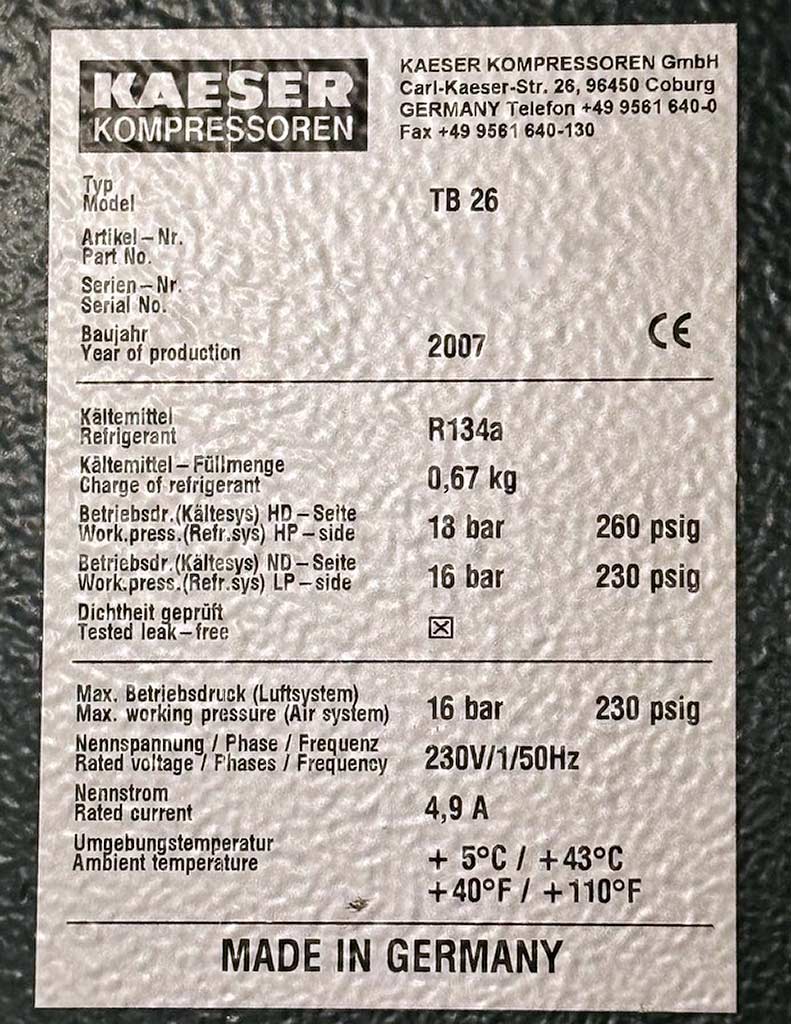 KAESER
KOMPRESSOREN
KAESER KOMPRESSOREN GmbH
Carl-Kaeser-Str. 26, 96450 Coburg
GERMANY Telefon +49 9561 640-0
Fax +49 9561 640-130
Typ
Model TB 26
Artikel – Nr.
Part No.
Serien – Nr.
Serial No.
Baujahr
Year of production 2007 CE
Kältemittel
Refrigerant R134a
Kältemittel – Füllmenge
Charge of refrigerant 0,67 kg
Betriebsdr.(Kältesys) HD – Seite
Work.press.(Refr.sys) HP – side 18 bar 260 psig
Betriebsdr.(Kältesys) ND – Seite
Work.press.(Refr.sys) LP – side 16 bar 230 psig
Dichtheit geprüft
Tested leak – free ☒
Max. Betriebsdruck (Luftsystem)
Max. working pressure (Air system) 16 bar 230 psig
Nennspannung / Phase / Frequenz
Rated voltage / Phases / Frequency 230V/1/50Hz
Nennstrom
Rated current 4,9 A
Umgebungstemperatur
Ambient temperature + 5°C / +43°C
+40°F / +110°F
MADE IN GERMANY